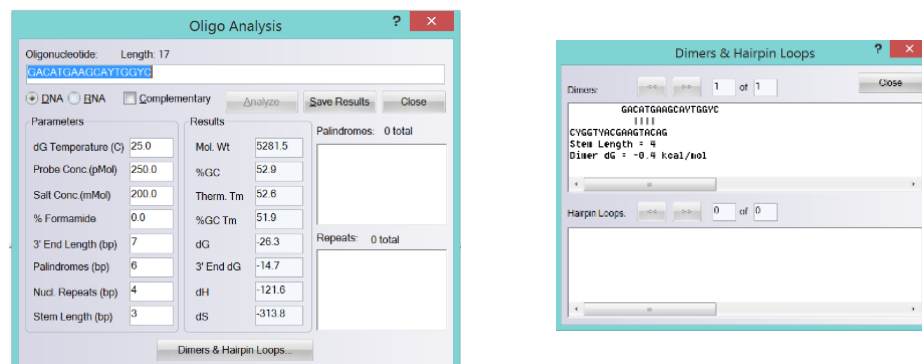 Oligo Analysis ? ×
Oligonucleotide: Length: 17
GACATGAAGCAYTGGYC
DNA RNA Complementary Analyze Save Results Close
Parameters Results Palindromes: 0 total
dG Temperature (C) 25.0 Mol. Wt 5281.5
Probe Conc.(pMol) 250.0 %GC 52.9
Salt Conc.(mMol) 200.0 Therm. Tm 52.6
% Formamide 0.0 %GC Tm 51.9
3' End Length (bp) 7 dG -26.3 Repeats: 0 total
Palindromes (bp) 6 3' End dG -14.7
Nucl. Repeats (bp) 4 dH -121.6
Stem Length (bp) 3 dS -313.8
Dimers & Hairpin Loops...
Dimers & Hairpin Loops ? ×
Dimers: << >> 1 of 1 Close
GACATGAAGCAYTGGYC
||||
CYGGTYACGAAGTACAG
Stem Length = 4
Dimer dG = -0.4 kcal/mol
Hairpin Loops: << >> 0 of 0